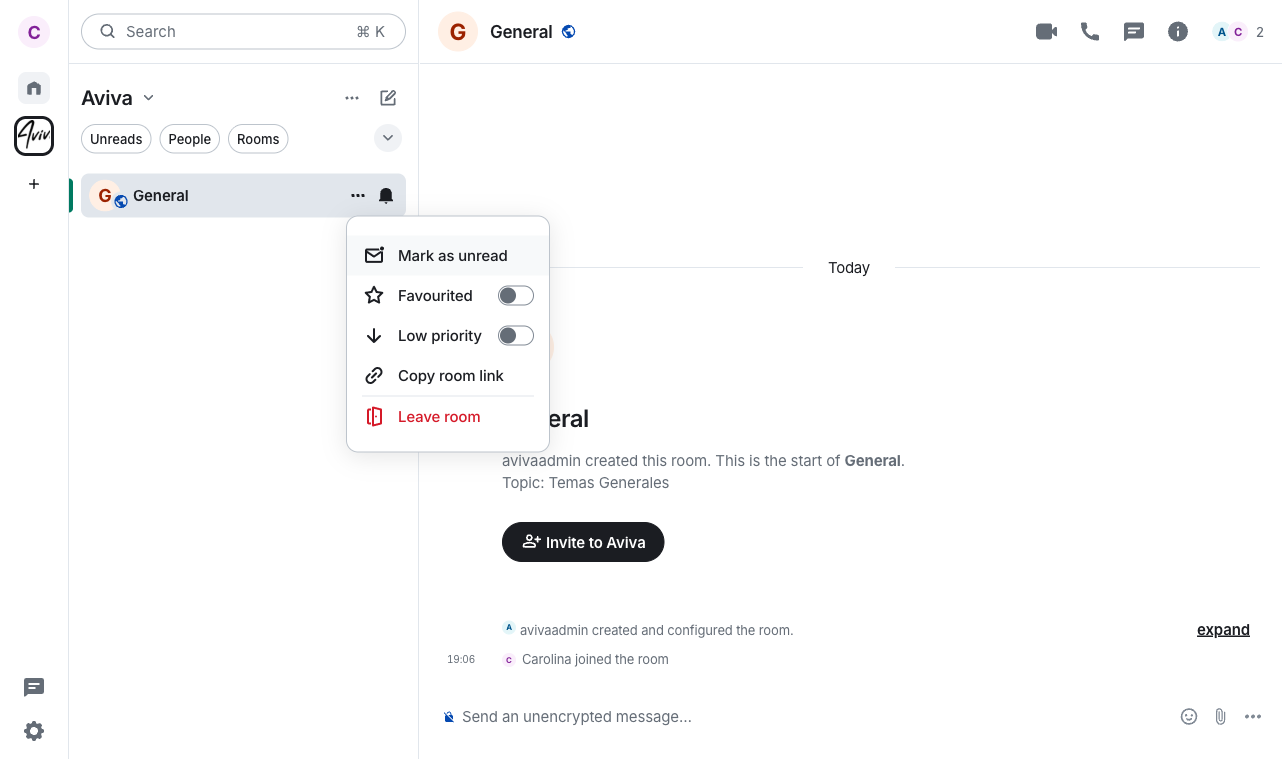 C
Search ⌘ K
G General
A C 2
Aviva
Unreads People Rooms
Aviv
+
G General
Mark as unread
Favourited
Low priority
Copy room link
Leave room
Today
eral
avivaadmin created this room. This is the start of General.
Topic: Temas Generales
Invite to Aviva
A avivaadmin created and configured the room. expand
19:06 C Carolina joined the room
Send an unencrypted message...